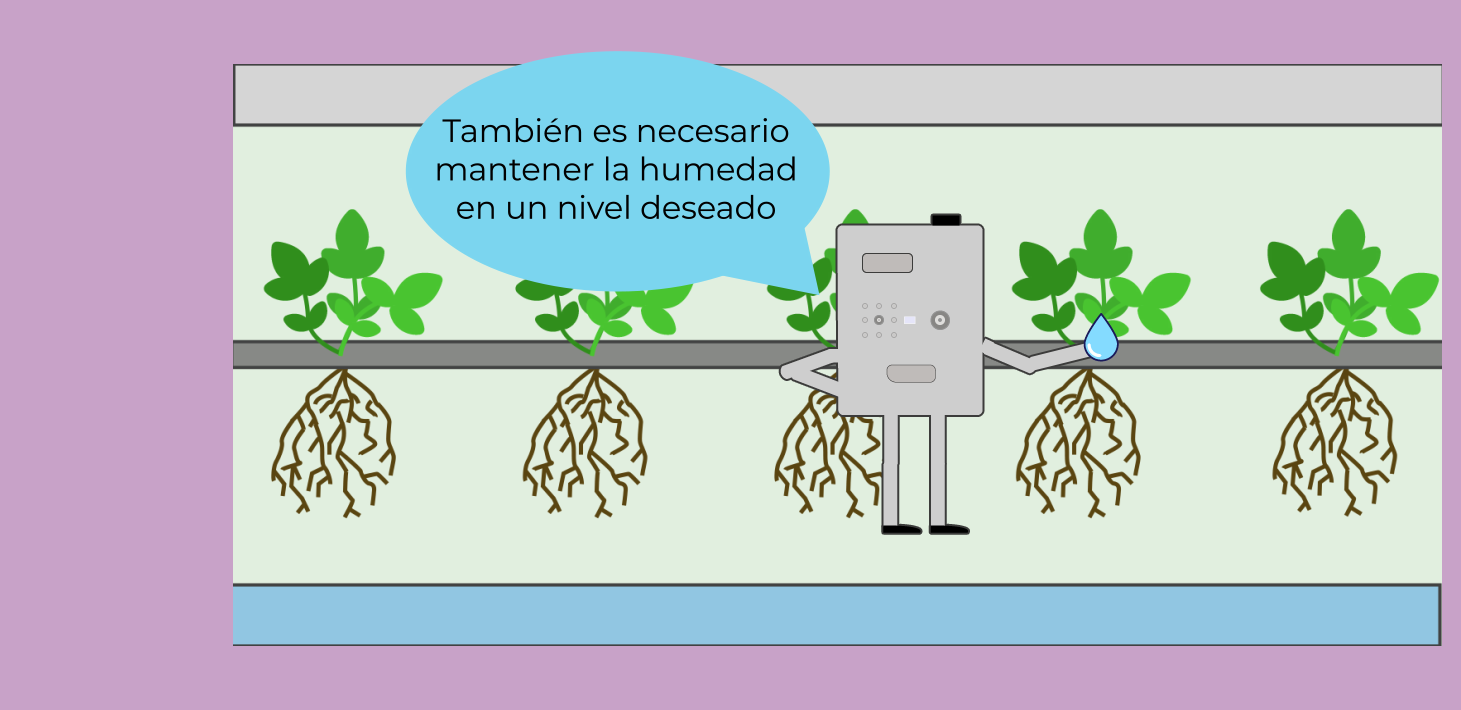 También es necesario
mantener la humedad
en un nivel deseado